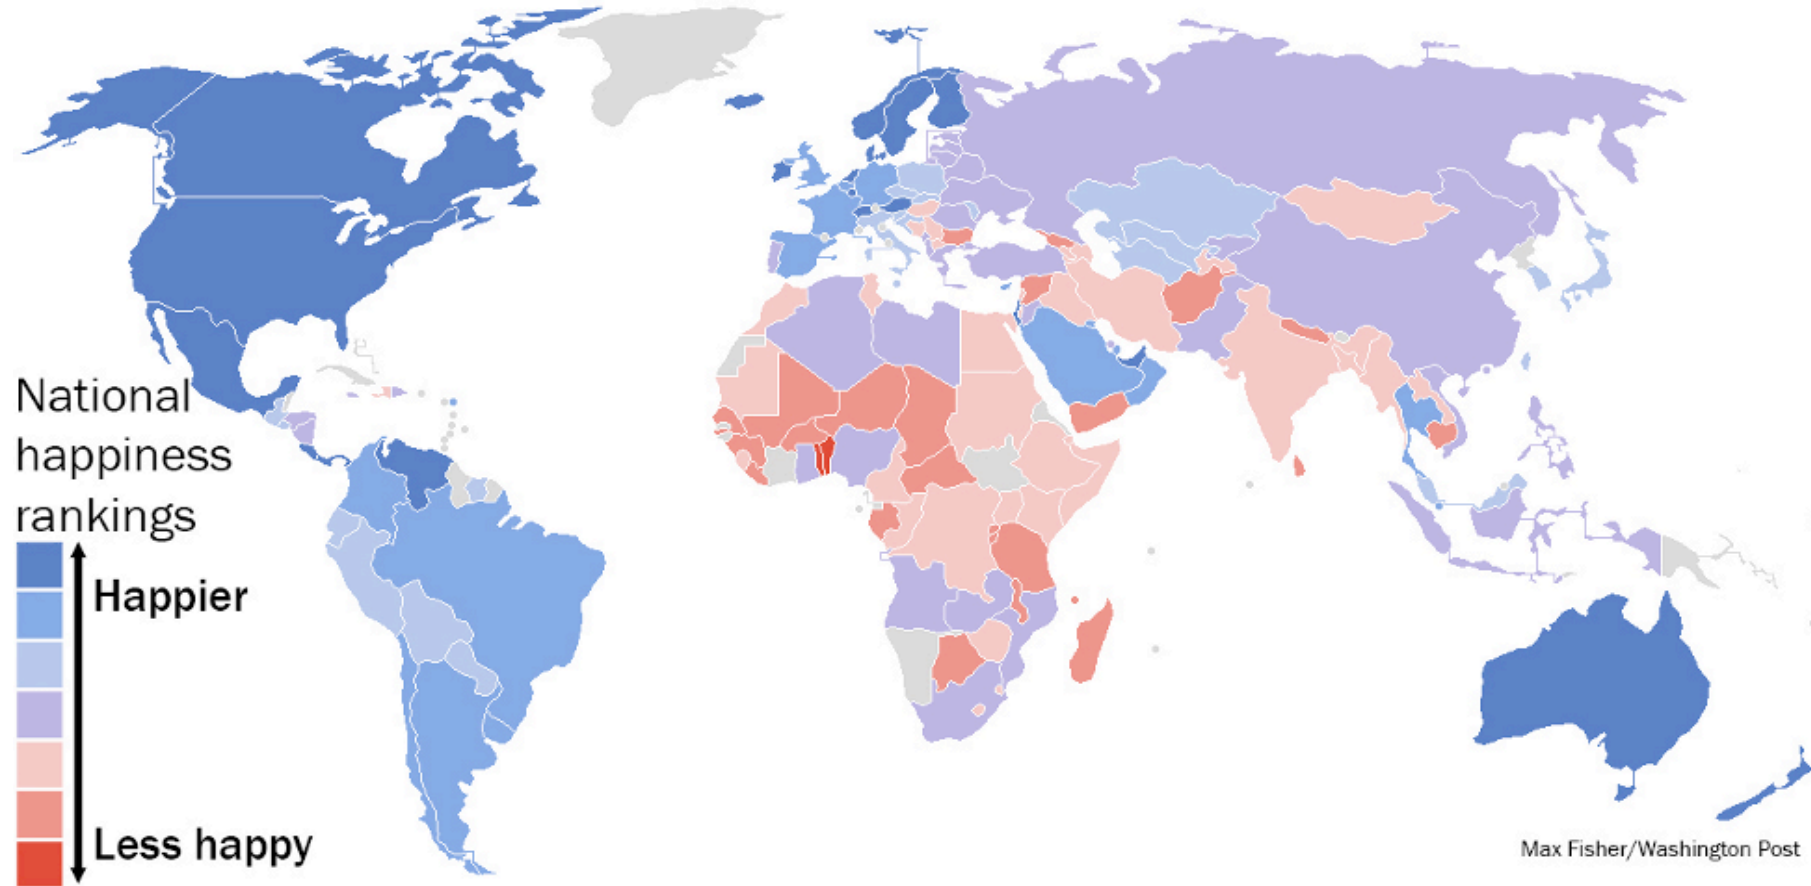 National
happiness
rankings
Happier
Less happy
Max Fisher/Washington Post